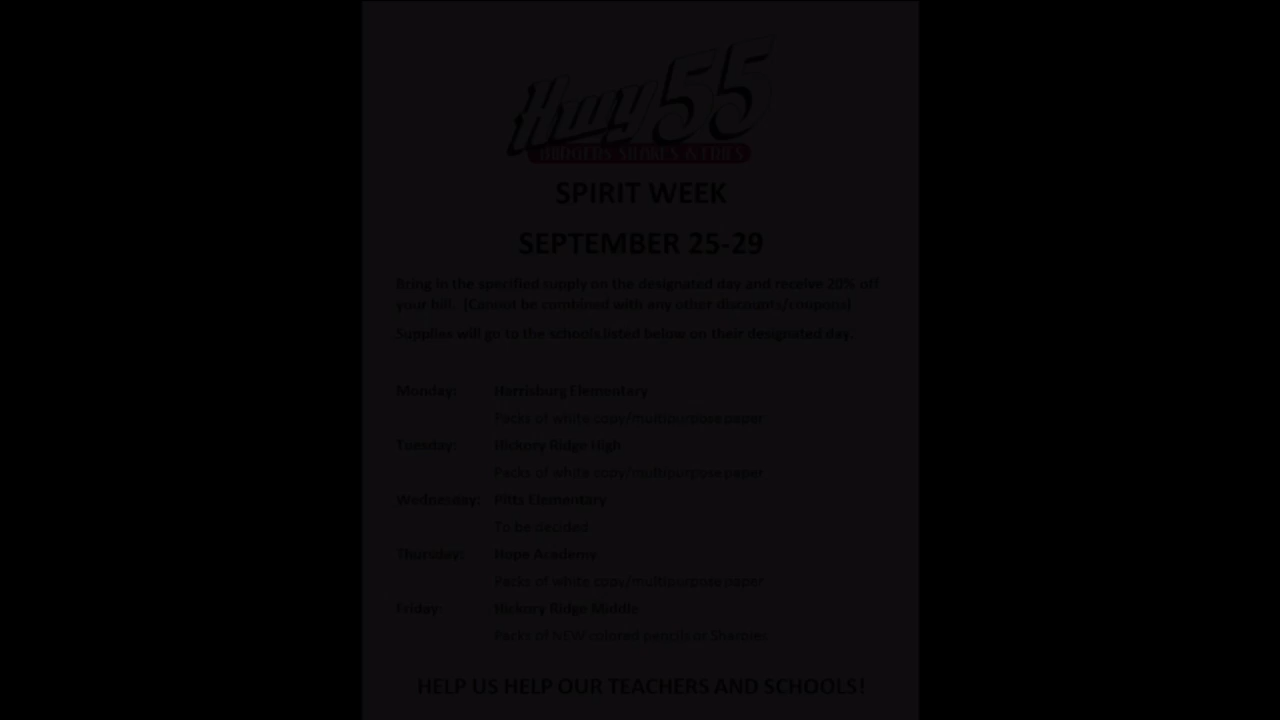 Hwy 55
BURGERS SHAKES & FRIES
SPIRIT WEEK
SEPTEMBER 25-29
Bring in the specified supply on the designated day and receive 20% off
your bill. (Cannot be combined with any other discounts/coupons)
Supplies will go to the schools listed below on their designated day.
Monday: Harrisburg Elementary
Packs of white copy/multipurpose paper
Tuesday: Hickory Ridge High
Packs of white copy/multipurpose paper
Wednesday: Pitts Elementary
To be decided
Thursday: Hope Academy
Packs of white copy/multipurpose paper
Friday: Hickory Ridge Middle
Packs of NEW colored pencils or Sharpies
HELP US HELP OUR TEACHERS AND SCHOOLS!